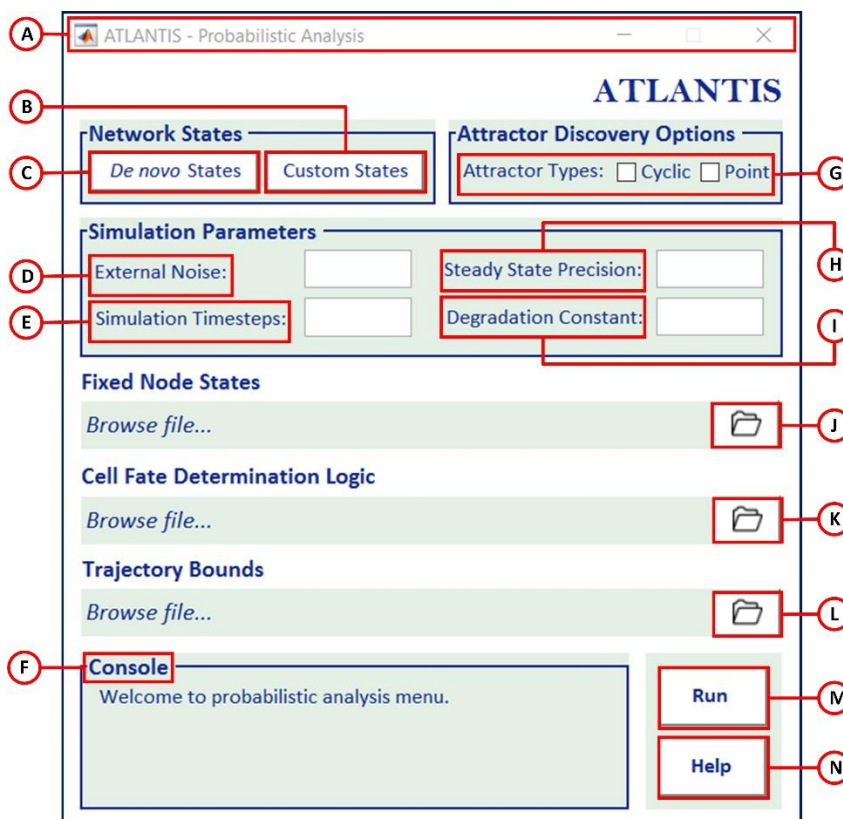 A
ATLANTIS - Probabilistic Analysis
ATLANTIS
B
Network States
Attractor Discovery Options
C
De novo States
Custom States
Attractor Types:
Cyclic
Point
G
Simulation Parameters
D
External Noise:
Steady State Precision:
H
E
Simulation Timesteps:
Degradation Constant:
I
Fixed Node States
Browse file...
J
Cell Fate Determination Logic
Browse file...
K
Trajectory Bounds
Browse file...
L
F
Console
Welcome to probabilistic analysis menu.
Run
M
Help
N